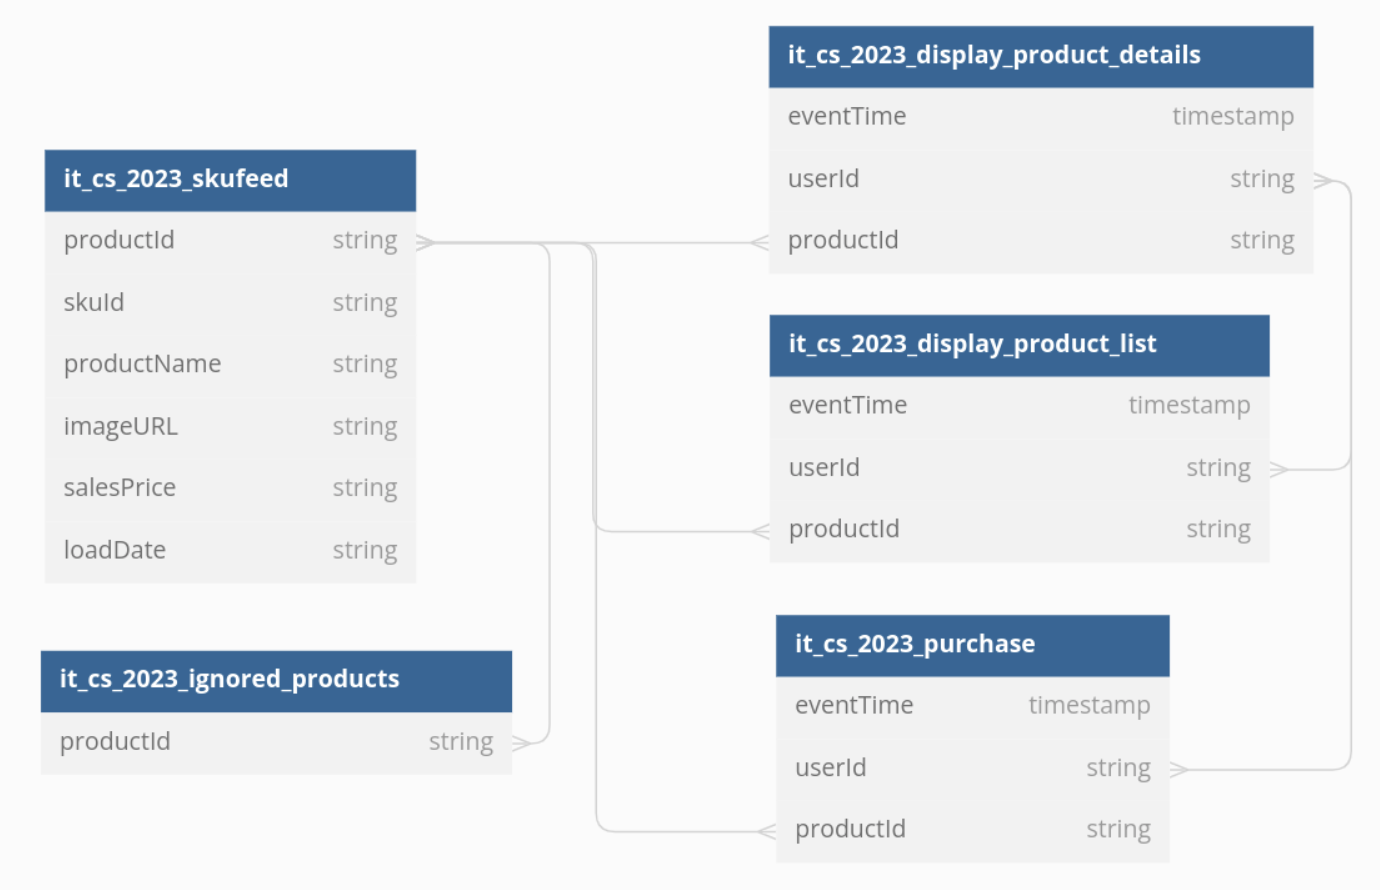 it_cs_2023_skufeed
productId string
skuId string
productName string
imageURL string
salesPrice string
loadDate string
it_cs_2023_ignored_products
productId string
it_cs_2023_display_product_details
eventTime timestamp
userId string
productId string
it_cs_2023_display_product_list
eventTime timestamp
userId string
productId string
it_cs_2023_purchase
eventTime timestamp
userId string
productId string